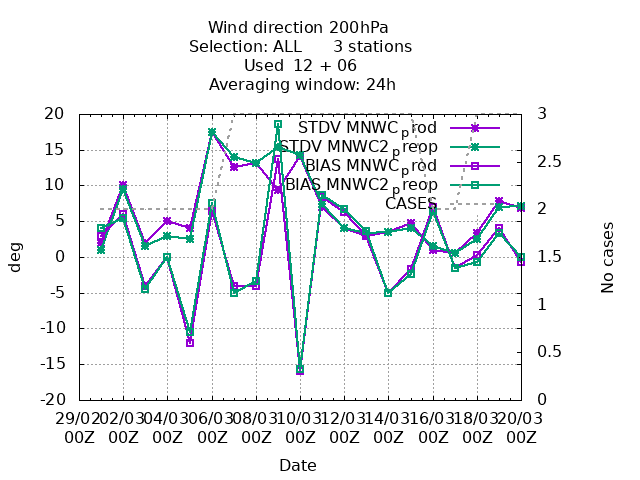 Wind direction 200hPa
Selection: ALL 3 stations
Used 12 + 06
Averaging window: 24h
20 3
15 2.5
10 2
5 1.5
0 1
-5 0.5
-10 0
-15
-20
STDV MNWC_prod
STDV MNWC2_preop
BIAS MNWC_prod
BIAS MNWC2_preop
CASES
deg
No cases
29/02 02/03 04/03 06/03 08/03 10/03 12/03 14/03 16/03 18/03 20/03
00Z 00Z 00Z 00Z 00Z 00Z 00Z 00Z 00Z 00Z 00Z
Date